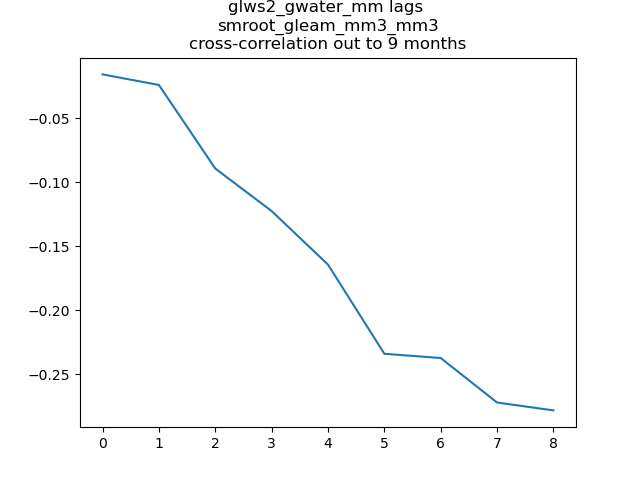 glws2_gwater_mm lags
smroot_gleam_mm3_mm3
cross-correlation out to 9 months
−0.05
−0.10
−0.15
−0.20
−0.25
0 1 2 3 4 5 6 7 8